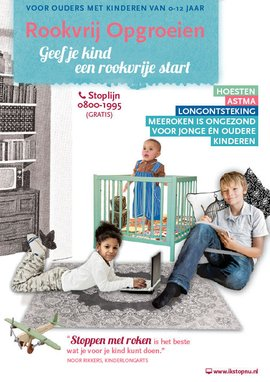 VOOR OUDERS MET KINDEREN VAN 0-12 JAAR
Rookvrij Opgroeien
Geef je kind
een rookvrije start
Stoplijn
0800-1995
(GRATIS)
HOESTEN
ASTMA
LONGONTSTEKING
MEEROKEN IS ONGEZOND
VOOR JONGE ÉN OUDERE
KINDEREN
"Stoppen met roken is het beste
wat je voor je kind kunt doen."
NOOR RIKKERS, KINDERLONGARTS
www.ikstopnu.nl